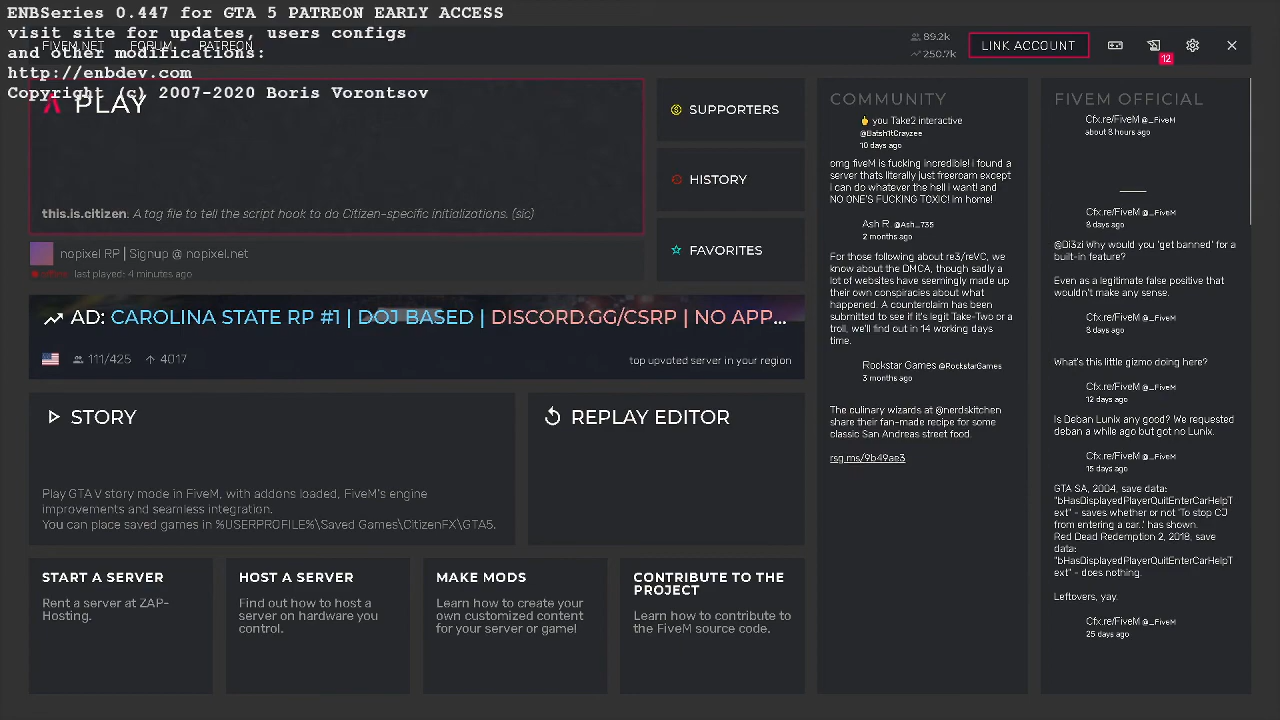 ENBSeries 0.447 for GTA 5 PATREON EARLY ACCESS
visit site for updates, users configs
and other modifications:
http://enbdev.com
Copyright (c) 2007-2020 Boris Vorontsov
FIVEM.NET FORUM PATREON
89.2k
250.7k
LINK ACCOUNT
12
PLAY
this.is.citizen. A tag file to tell the script hook to do Citizen-specific initializations. (sic)
nopixel RP | Signup @ nopixel.net
offline last played: 4 minutes ago
SUPPORTERS
HISTORY
FAVORITES
AD: CAROLINA STATE RP #1 | DOJ BASED | DISCORD.GG/CSRP | NO APP...
111/425 4017
top upvoted server in your region
STORY
Play GTA V story mode in FiveM, with addons loaded, FiveM's engine
improvements and seamless integration.
You can place saved games in %USERPROFILE%\Saved Games\CitizenFX\GTA5.
REPLAY EDITOR
START A SERVER
Rent a server at ZAP-
Hosting.
HOST A SERVER
Find out how to host a
server on hardware you
control.
MAKE MODS
Learn how to create your
own customized content
for your server or game!
CONTRIBUTE TO THE
PROJECT
Learn how to contribute to
the FiveM source code.
COMMUNITY
🖕 you Take2 interactive
@Batsh1tCrayzee
10 days ago
omg fiveM is fucking incredible! i found a
server thats literally just freeroam except
i can do whatever the hell i want! and
NO ONE'S FUCKING TOXIC! im home!
Ash R. @Ash_735
2 months ago
For those following about re3/reVC, we
know about the DMCA, though sadly a
lot of websites have seemingly made up
their own conspiracies about what
happened. A counterclaim has been
submitted to see if it's legit Take-Two or a
troll, we'll find out in 14 working days
time.
Rockstar Games @RockstarGames
3 months ago
The culinary wizards at @nerdskitchen
share their fan-made recipe for some
classic San Andreas street food.
rsg.ms/9b49ae3
FIVEM OFFICIAL
Cfx.re/FiveM @_FiveM
about 8 hours ago
Cfx.re/FiveM @_FiveM
8 days ago
@Di3zi Why would you 'get banned' for a
built-in feature?
Even as a legitimate false positive that
wouldn't make any sense.
Cfx.re/FiveM @_FiveM
8 days ago
What's this little gizmo doing here?
Cfx.re/FiveM @_FiveM
12 days ago
Is Deban Lunix any good? We requested
deban a while ago but got no Lunix.
Cfx.re/FiveM @_FiveM
15 days ago
GTA SA, 2004, save data:
"bHasDisplayedPlayerQuitEnterCarHelpT
ext" - saves whether or not 'To stop CJ
from entering a car..' has shown.
Red Dead Redemption 2, 2018, save
data:
"bHasDisplayedPlayerQuitEnterCarHelpT
ext" - does nothing.
Leftovers, yay.
Cfx.re/FiveM @_FiveM
25 days ago